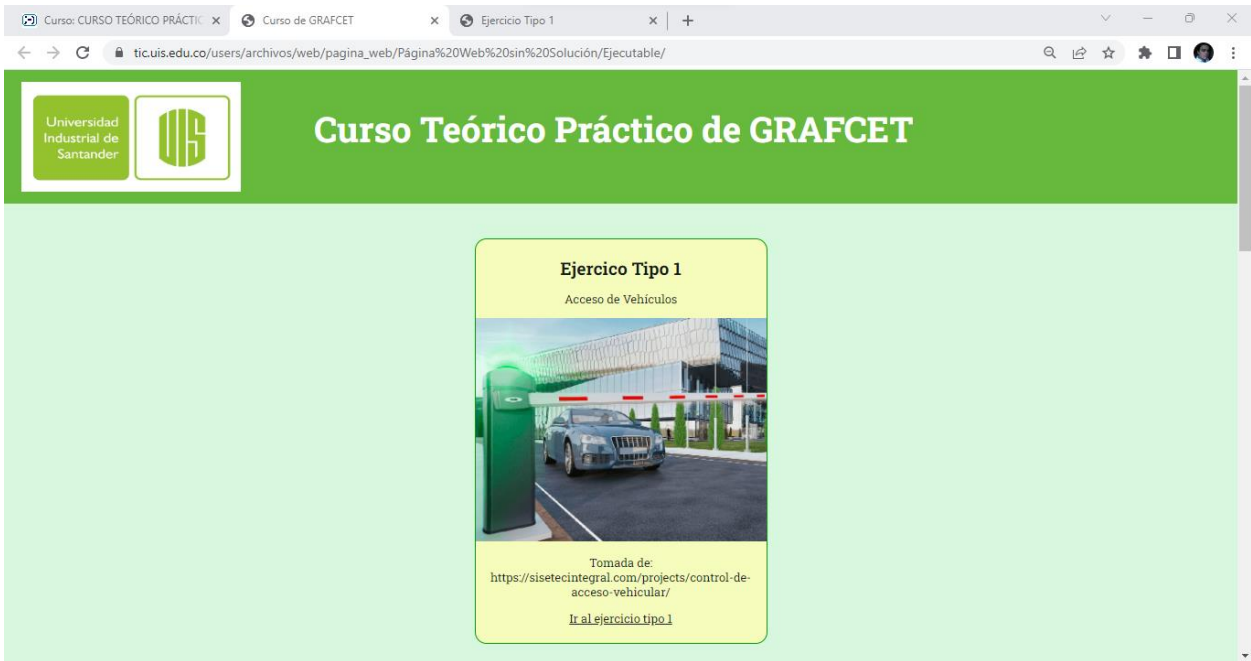 Curso: CURSO TEÓRICO PRÁCTIC
Curso de GRAFCET
Ejercicio Tipo 1
tic.uis.edu.co/users/archivos/web/pagina_web/Página%20Web%20sin%20Solución/Ejecutable/
Universidad
Industrial de
Santander
UIS
Curso Teórico Práctico de GRAFCET
Ejercico Tipo 1
Acceso de Vehículos
Tomada de:
https://sisetecintegral.com/projects/control-de-
acceso-vehicular/
Ir al ejercicio tipo 1